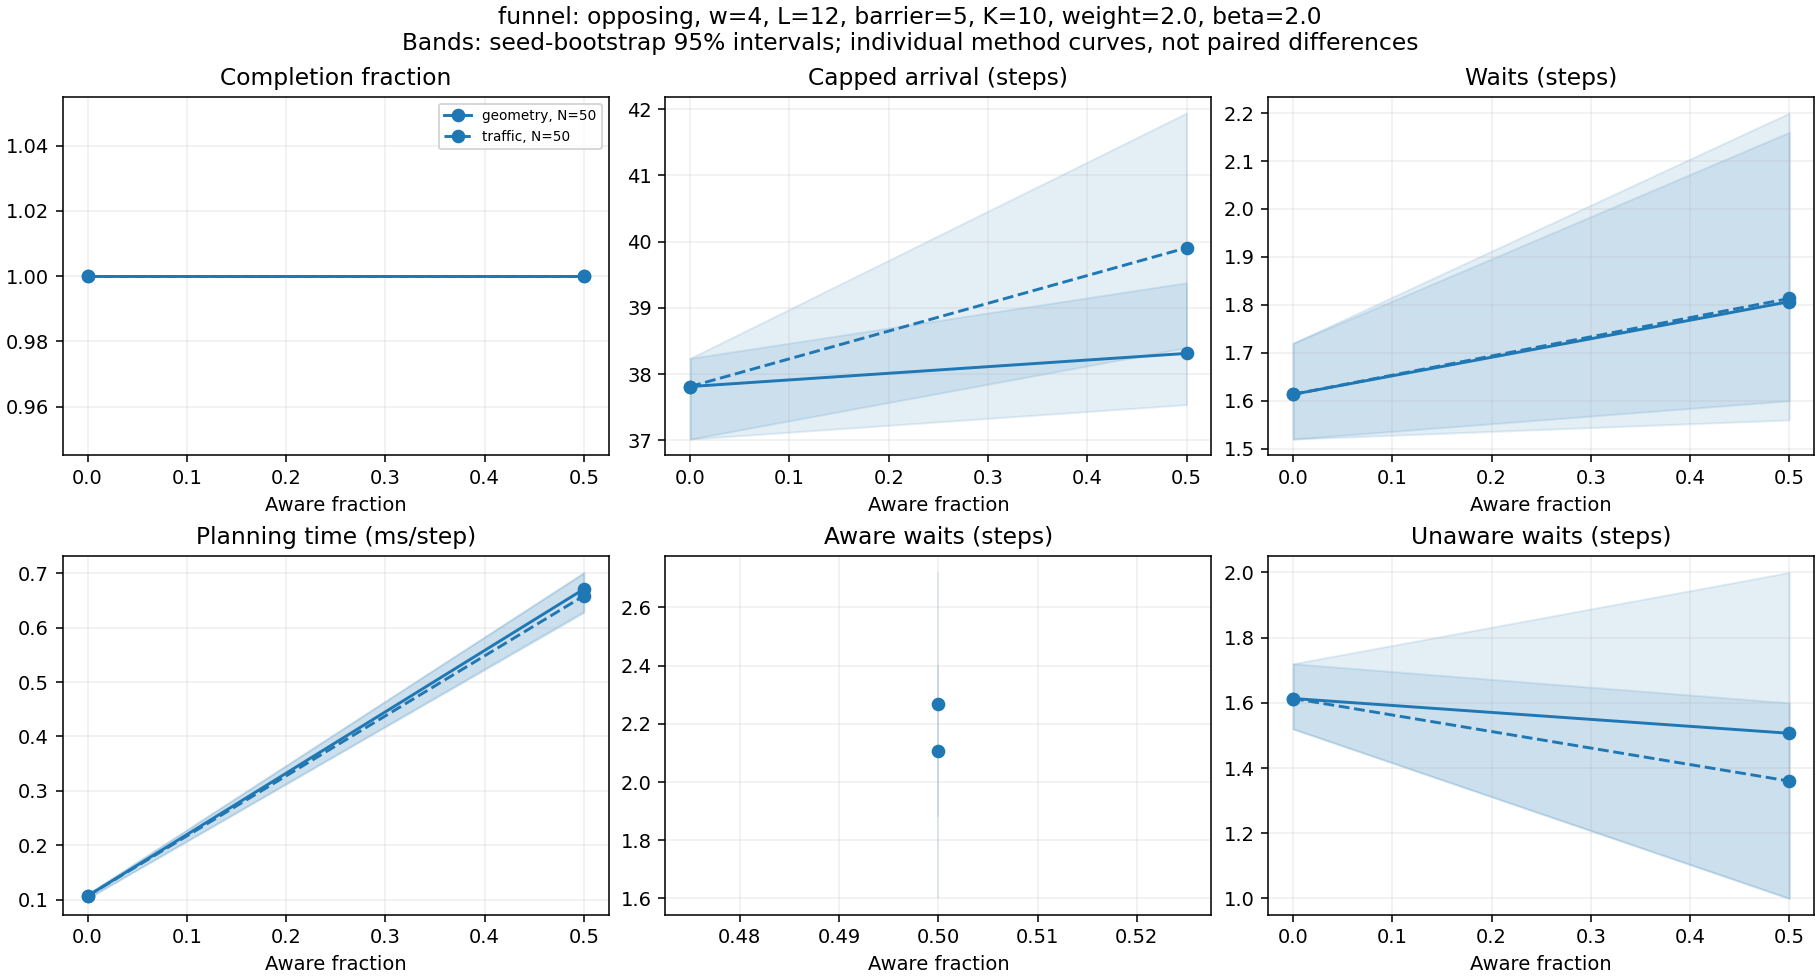 funnel: opposing, w=4, L=12, barrier=5, K=10, weight=2.0, beta=2.0
Bands: seed-bootstrap 95% intervals; individual method curves, not paired differences
Completion fraction
geometry, N=50
traffic, N=50
1.04
1.02
1.00
0.98
0.96
0.0 0.1 0.2 0.3 0.4 0.5
Aware fraction
Capped arrival (steps)
42
41
40
39
38
37
0.0 0.1 0.2 0.3 0.4 0.5
Aware fraction
Waits (steps)
2.2
2.1
2.0
1.9
1.8
1.7
1.6
1.5
0.0 0.1 0.2 0.3 0.4 0.5
Aware fraction
Planning time (ms/step)
0.7
0.6
0.5
0.4
0.3
0.2
0.1
0.0 0.1 0.2 0.3 0.4 0.5
Aware fraction
Aware waits (steps)
2.6
2.4
2.2
2.0
1.8
1.6
0.48 0.49 0.50 0.51 0.52
Aware fraction
Unaware waits (steps)
2.0
1.8
1.6
1.4
1.2
1.0
0.0 0.1 0.2 0.3 0.4 0.5
Aware fraction